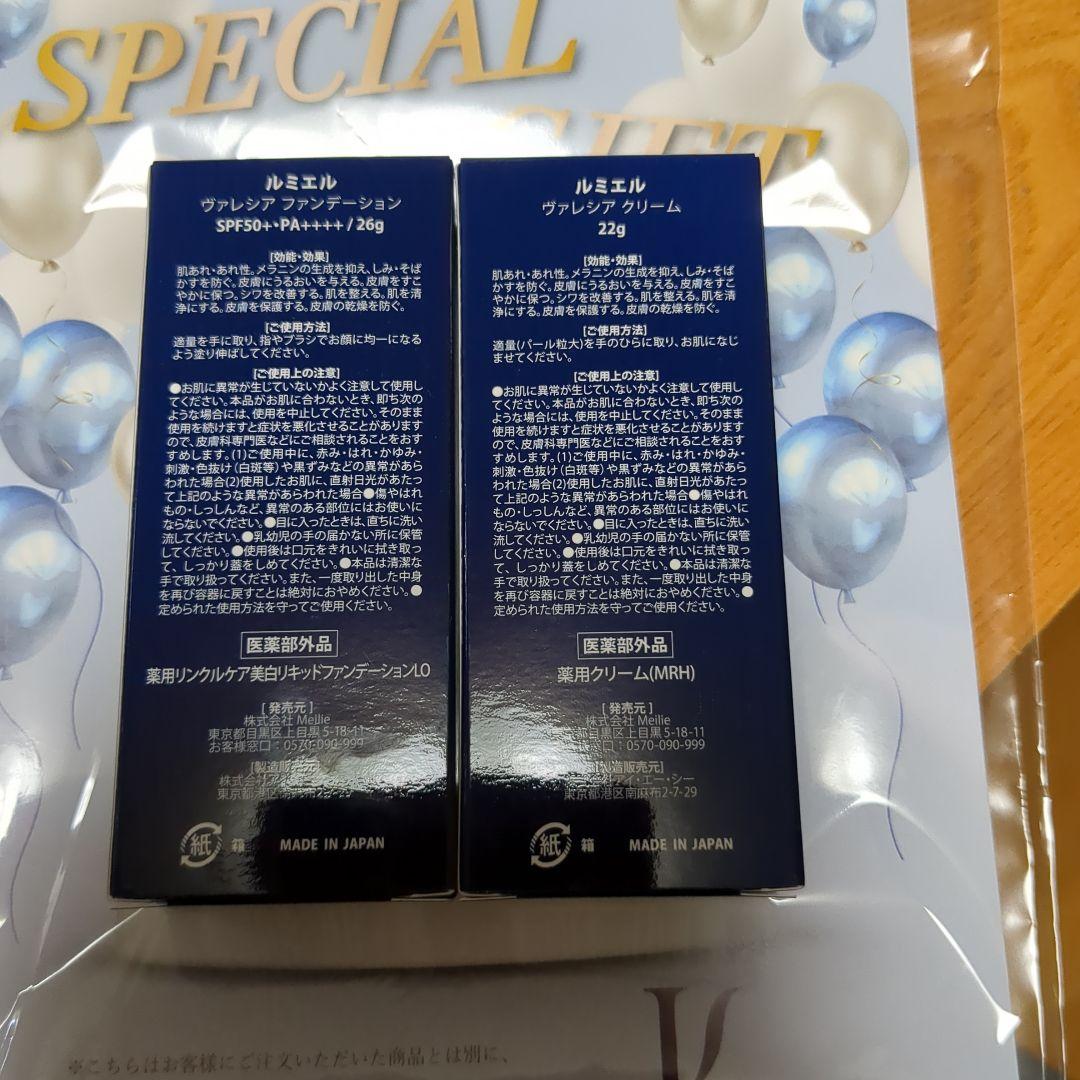 SPECIAL
GIFT
ルミエル
ヴァレシア ファンデーション
SPF50+・PA++++ / 26g
[効能・効果]
肌あれ・あれ性。メラニンの生成を抑え、しみ・そば
かすを防ぐ。皮膚にうるおいを与える。皮膚をすこ
やかに保つ。シワを改善する。肌を整える。肌を清
浄にする。皮膚を保護する。皮膚の乾燥を防ぐ。
[ご使用方法]
適量を手に取り、指やブラシでお顔に均一になる
よう塗り伸ばしてください。
[ご使用上の注意]
●お肌に異常が生じていないかよく注意して使用し
てください。本品がお肌に合わないとき、即ち次の
ような場合には、使用を中止してください。そのまま
使用を続けますと症状を悪化させることがあります
ので、皮膚科専門医などにご相談されることをおす
すめします。(1)ご使用中に、赤み・はれ・かゆみ・
刺激・色抜け(白斑等)や黒ずみなどの異常があら
われた場合(2)使用したお肌に、直射日光があたっ
て上記のような異常があらわれた場合●傷やはれ
もの・しっしんなど、異常のある部位にはお使いに
ならないでください。●目に入ったときは、直ちに洗い
流してください。●乳幼児の手の届かない所に保管
してください。●使用後は口元をきれいに拭き取っ
て、しっかり蓋をしめてください。●本品は清潔な
手で取り扱ってください。また、一度取り出した中身
を再び容器に戻すことは絶対におやめください。●
定められた使用方法を守ってご使用ください。
医薬部外品
薬用リンクルケア美白リキッドファンデーションLO
[ 発売元 ]
株式会社 Meilie
東京都目黒区上目黒 5-18-11
お客様窓口:0570-090-999
[製造販売元]
株式会社ア
東京都港区南麻布2-7-29
紙 箱 MADE IN JAPAN
ルミエル
ヴァレシア クリーム
22g
[効能・効果]
肌あれ・あれ性。メラニンの生成を抑え、しみ・そば
かすを防ぐ。皮膚にうるおいを与える。皮膚をすこ
やかに保つ。シワを改善する。肌を整える。肌を清
浄にする。皮膚を保護する。皮膚の乾燥を防ぐ。
[ご使用方法]
適量(パール粒大)を手のひらに取り、お肌になじ
ませてください。
[ご使用上の注意]
●お肌に異常が生じていないかよく注意して使用し
てください。本品がお肌に合わないとき、即ち次の
ような場合には、使用を中止してください。そのまま
使用を続けますと症状を悪化させることがあります
ので、皮膚科専門医などにご相談されることをおす
すめします。(1)ご使用中に、赤み・はれ・かゆみ・
刺激・色抜け(白斑等)や黒ずみなどの異常があら
われた場合(2)使用したお肌に、直射日光があたっ
て上記のような異常があらわれた場合●傷やはれ
もの・しっしんなど、異常のある部位にはお使いに
ならないでください。●目に入ったときは、直ちに洗い
流してください。●乳幼児の手の届かない所に保管
してください。●使用後は口元をきれいに拭き取っ
て、しっかり蓋をしめてください。●本品は清潔な
手で取り扱ってください。また、一度取り出した中身
を再び容器に戻すことは絶対におやめください。●
定められた使用方法を守ってご使用ください。
医薬部外品
薬用クリーム(MRH)
[ 発売元 ]
株式会社 Meilie
東京都目黒区上目黒 5-18-11
お客様窓口:0570-090-999
[製造販売元]
アイ・エー・シー
東京都港区南麻布2-7-29
紙 箱 MADE IN JAPAN
※こちらはお客様にご注文いただいた商品とは別に、
V